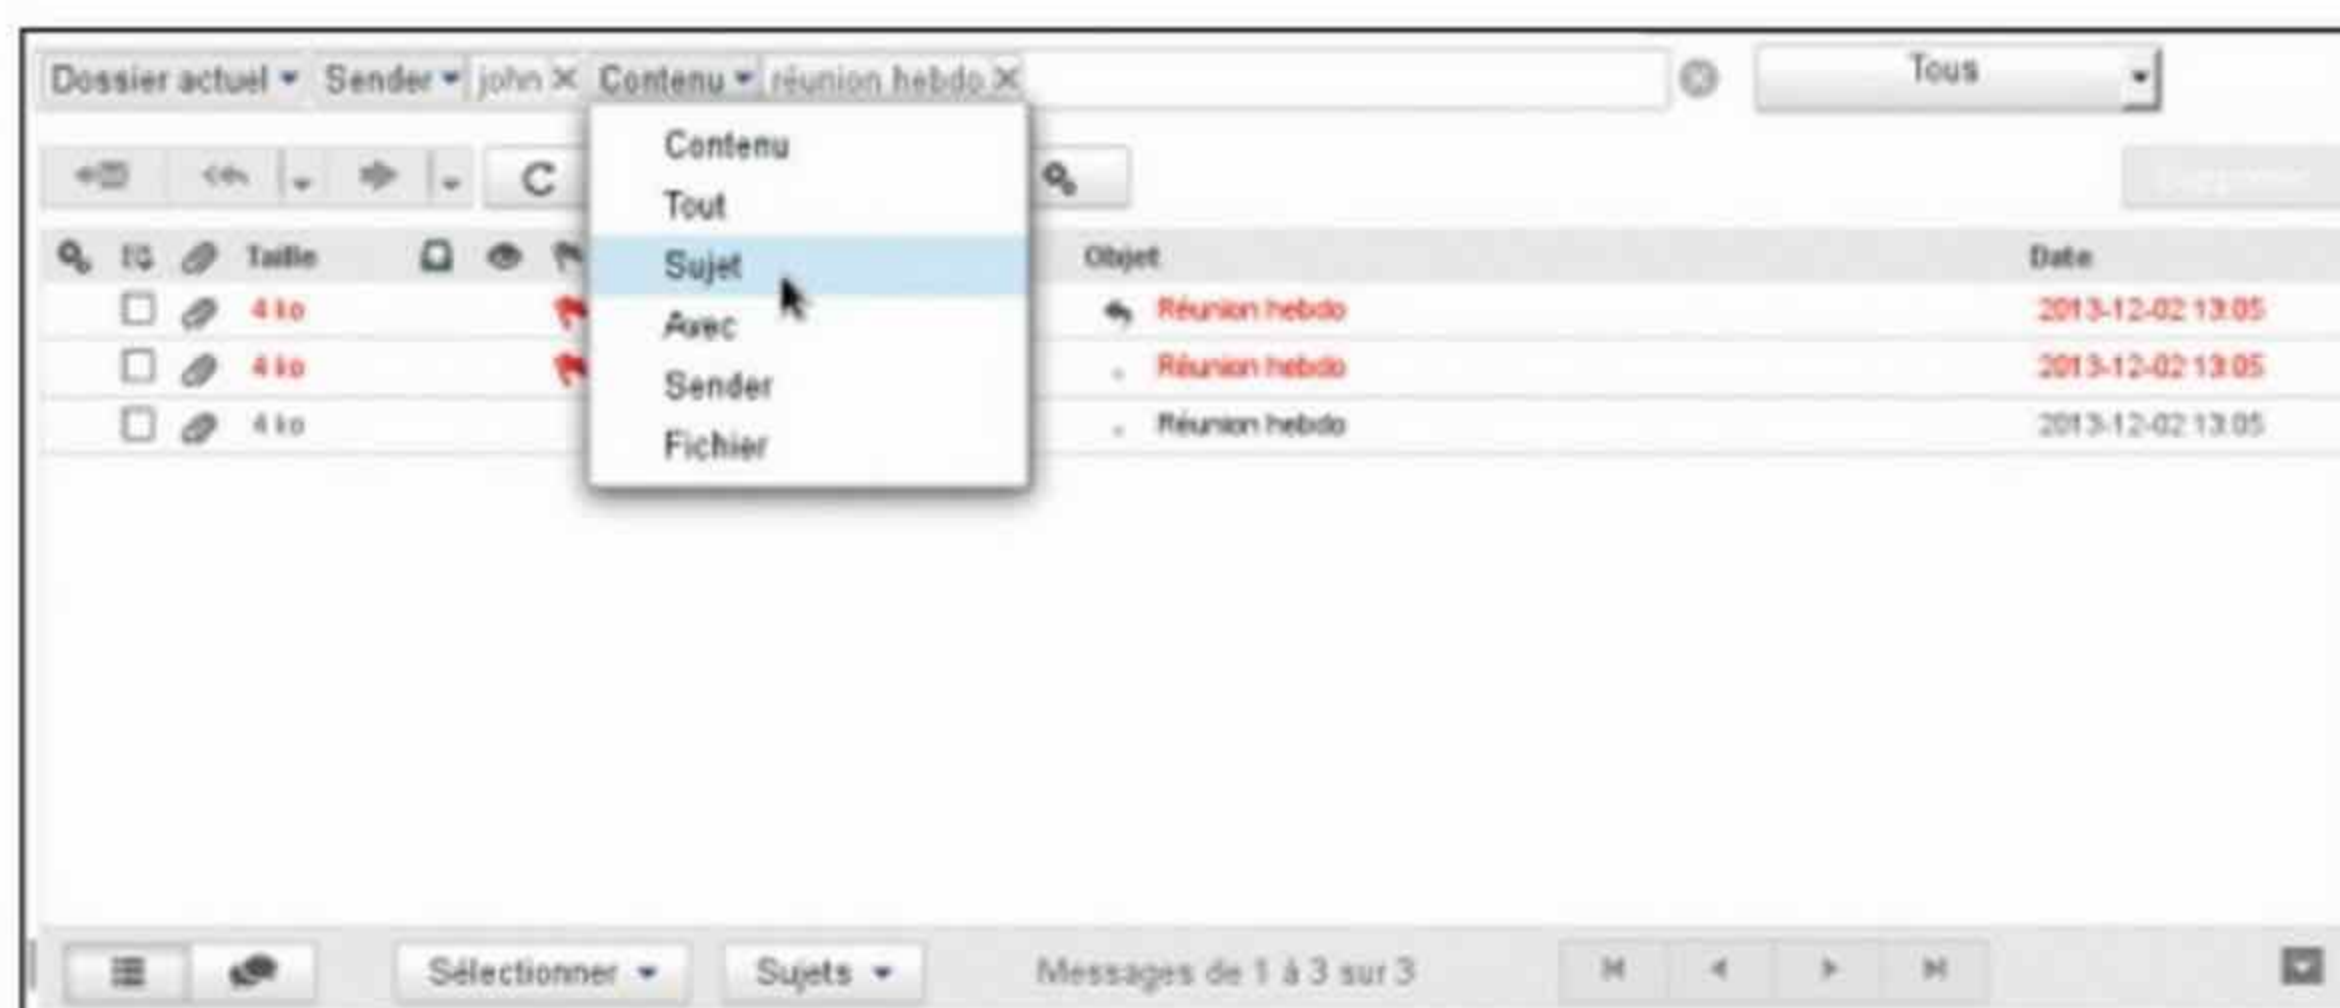 Dossier actuel Sender john Contenu réunion hebdo Tous
Contenu
Tout
Sujet
Avec
Sender
Fichier
Taille Objet Date
4 ko Réunion hebdo 2013-12-02 13:05
4 ko Réunion hebdo 2013-12-02 13:05
4 ko Réunion hebdo 2013-12-02 13:05
Sélectionner Sujets Messages de 1 à 3 sur 3